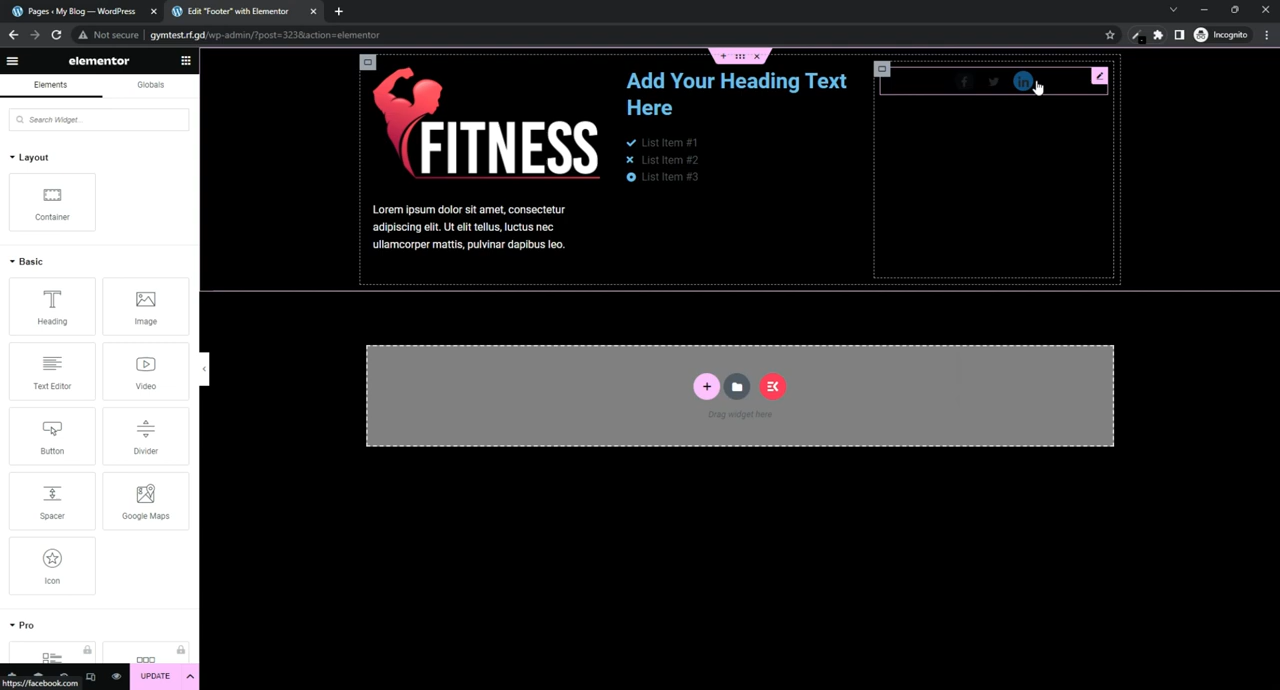 Pages ‹ My Blog — WordPress
Edit "Footer" with Elementor
Not secure
gymtest.rf.gd/wp-admin/?post=323&action=elementor
Incognito
elementor
Elements
Globals
Search Widget...
Layout
Container
Basic
Heading
Image
Text Editor
Video
Button
Divider
Spacer
Google Maps
Icon
Pro
UPDATE
https://facebook.com
FITNESS
Lorem ipsum dolor sit amet, consectetur
adipiscing elit. Ut elit tellus, luctus nec
ullamcorper mattis, pulvinar dapibus leo.
Add Your Heading Text
Here
List Item #1
List Item #2
List Item #3
in
Drag widget here